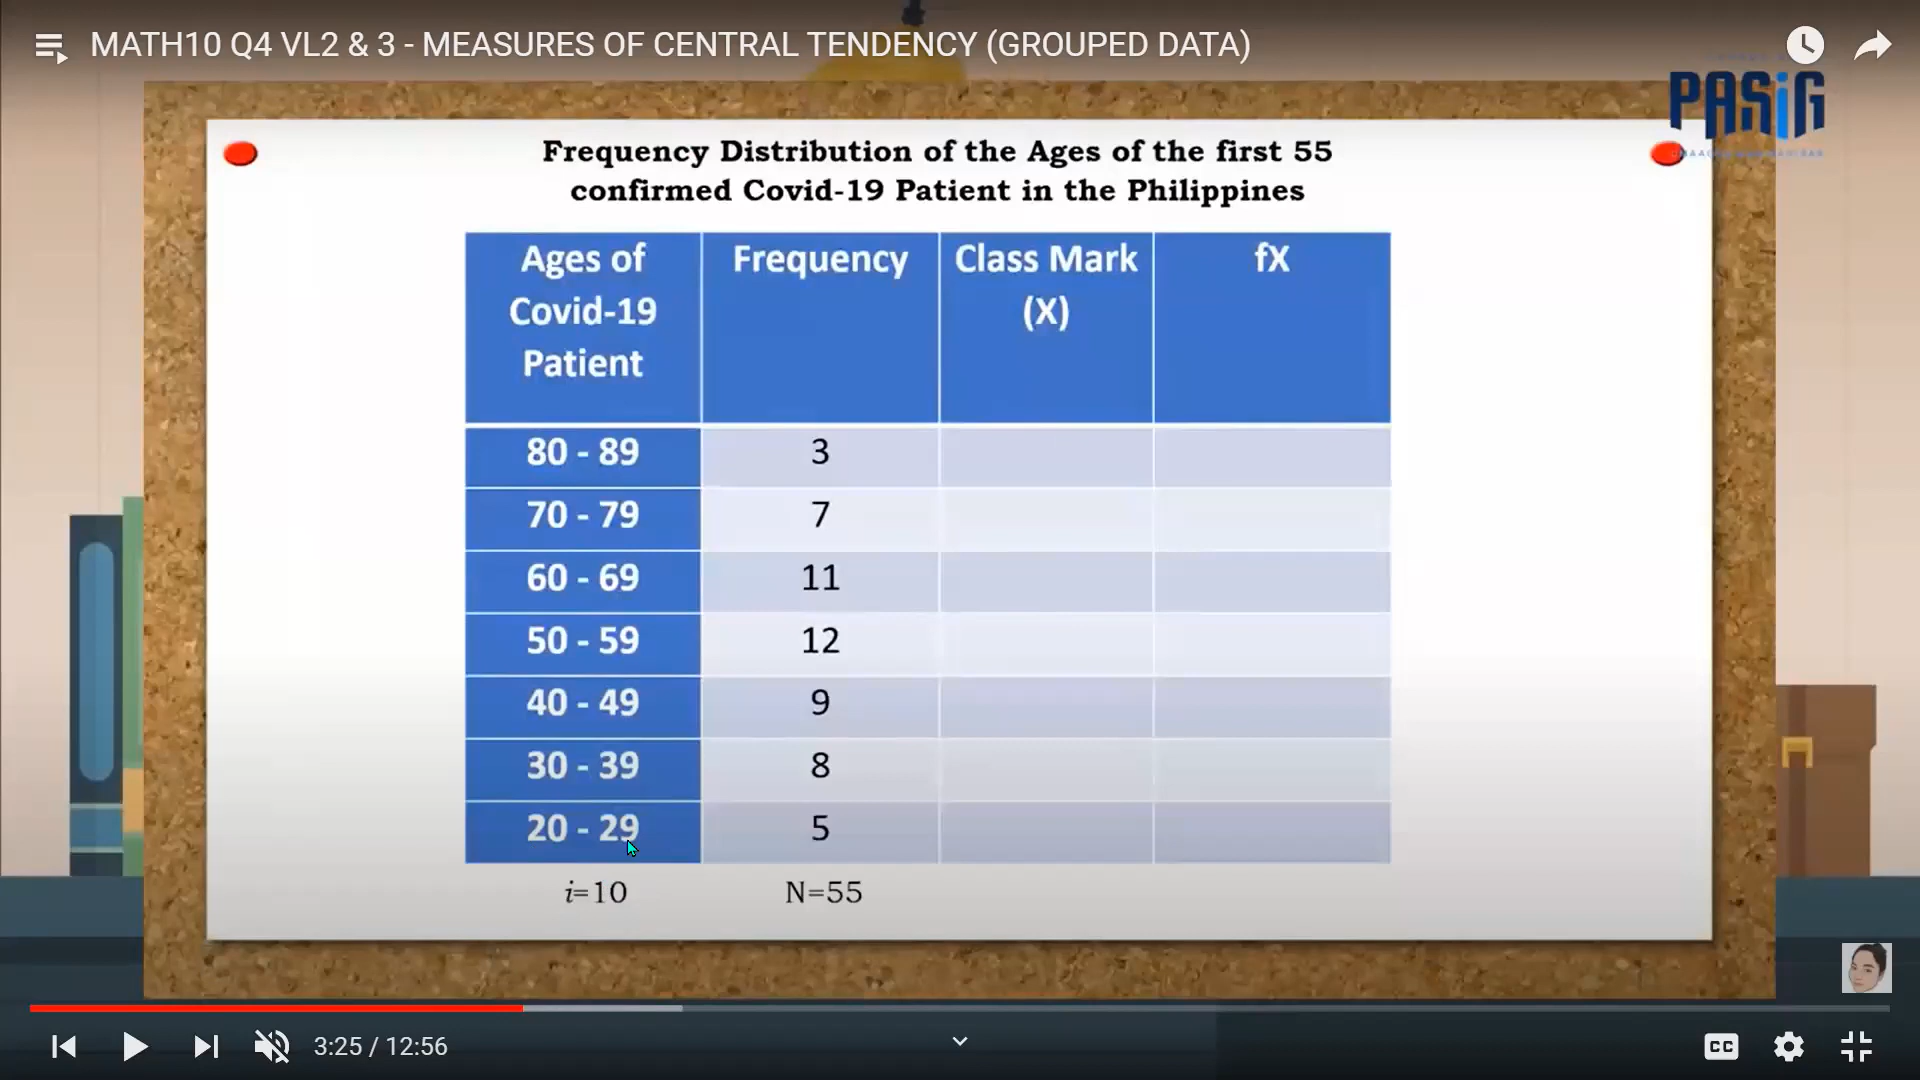 MATH10 Q4 VL2 & 3 - MEASURES OF CENTRAL TENDENCY (GROUPED DATA)
PASiG
Frequency Distribution of the Ages of the first 55
confirmed Covid-19 Patient in the Philippines
Ages of Covid-19 Patient Frequency Class Mark (X) fX
80 - 89 3
70 - 79 7
60 - 69 11
50 - 59 12
40 - 49 9
30 - 39 8
20 - 29 5
i=10 N=55
3:25 / 12:56
CC